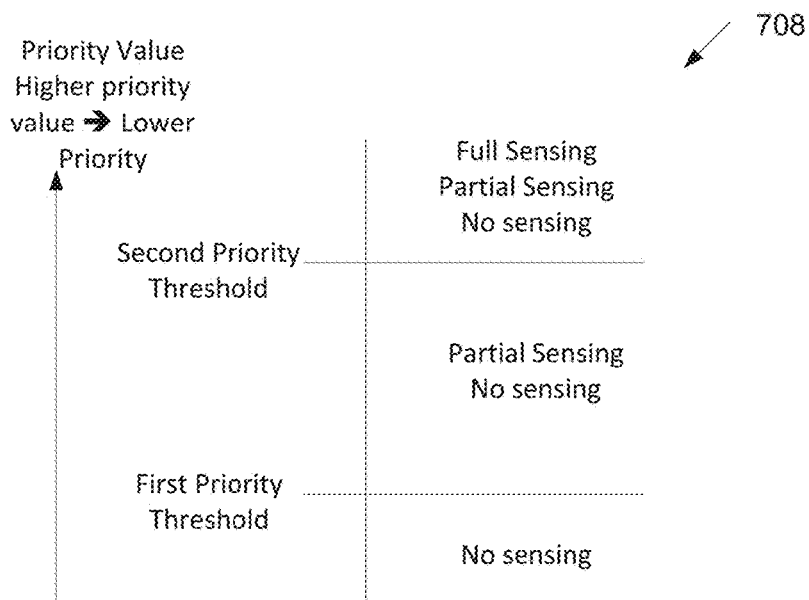 708
Priority Value
Higher priority
value ➔ Lower
Priority
Full Sensing
Partial Sensing
No sensing
Second Priority
Threshold
Partial Sensing
No sensing
First Priority
Threshold
No sensing